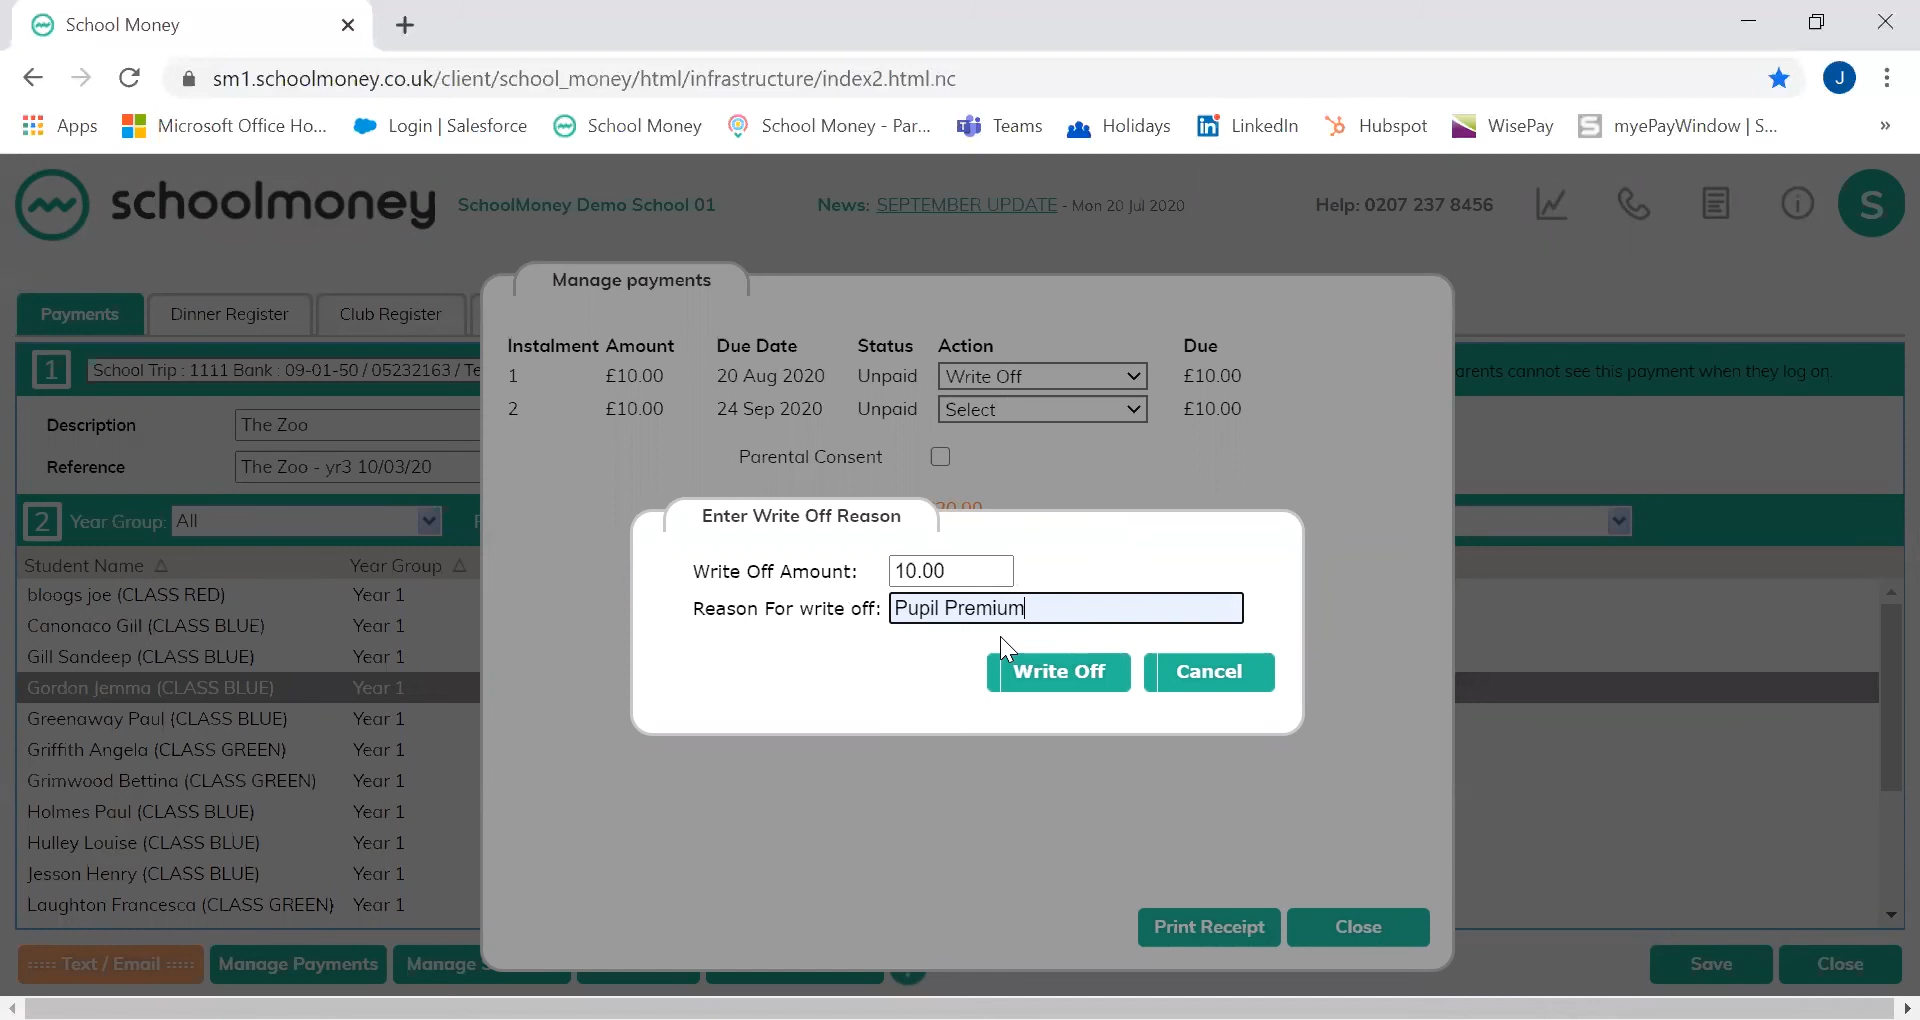 School Money
sm1.schoolmoney.co.uk/client/school_money/html/infrastructure/index2.html.nc
J
Apps
Microsoft Office Ho...
Login | Salesforce
School Money
School Money - Par...
Teams
Holidays
LinkedIn
Hubspot
WisePay
myePayWindow | S...
»
schoolmoney
SchoolMoney Demo School 01
News: SEPTEMBER UPDATE - Mon 20 Jul 2020
Help: 0207 237 8456
S
Payments
Dinner Register
Club Register
Manage payments
Instalment Amount Due Date Status Action Due
1 £10.00 20 Aug 2020 Unpaid Write Off £10.00
2 £10.00 24 Sep 2020 Unpaid Select £10.00
Parental Consent
1 School Trip : 1111 Bank : 09-01-50 / 05232163 / Te
arents cannot see this payment when they log on.
Description The Zoo
Reference The Zoo - yr3 10/03/20
2 Year Group: All
Student Name Year Group
bloogs joe (CLASS RED) Year 1
Canonaco Gill (CLASS BLUE) Year 1
Gill Sandeep (CLASS BLUE) Year 1
Gordon Jemma (CLASS BLUE) Year 1
Greenaway Paul (CLASS BLUE) Year 1
Griffith Angela (CLASS GREEN) Year 1
Grimwood Bettina (CLASS GREEN) Year 1
Holmes Paul (CLASS BLUE) Year 1
Hulley Louise (CLASS BLUE) Year 1
Jesson Henry (CLASS BLUE) Year 1
Laughton Francesca (CLASS GREEN) Year 1
Enter Write Off Reason
Write Off Amount: 10.00
Reason For write off: Pupil Premium
Write Off
Cancel
Print Receipt
Close
Text / Email
Manage Payments
Manage
Save
Close